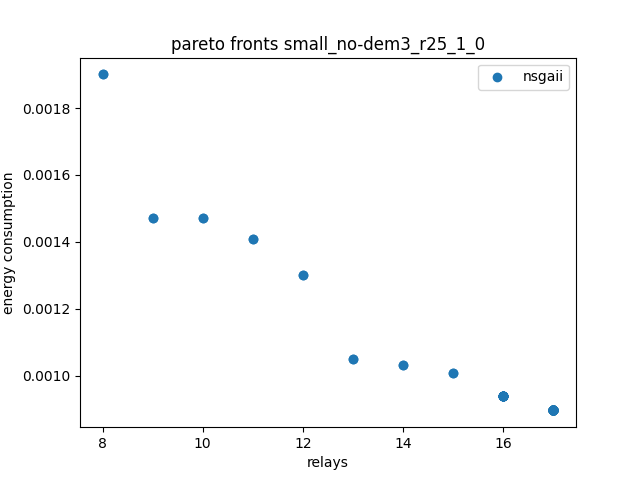 pareto fronts small_no-dem3_r25_1_0
nsgaii
0.0018
0.0016
0.0014
0.0012
0.0010
energy consumption
8
10
12
14
16
relays